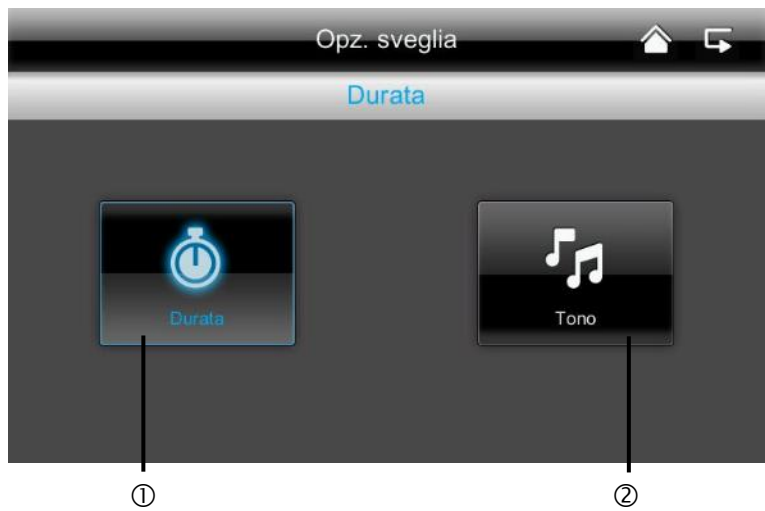 Opz. sveglia
Durata
Durata
Tono
① ②